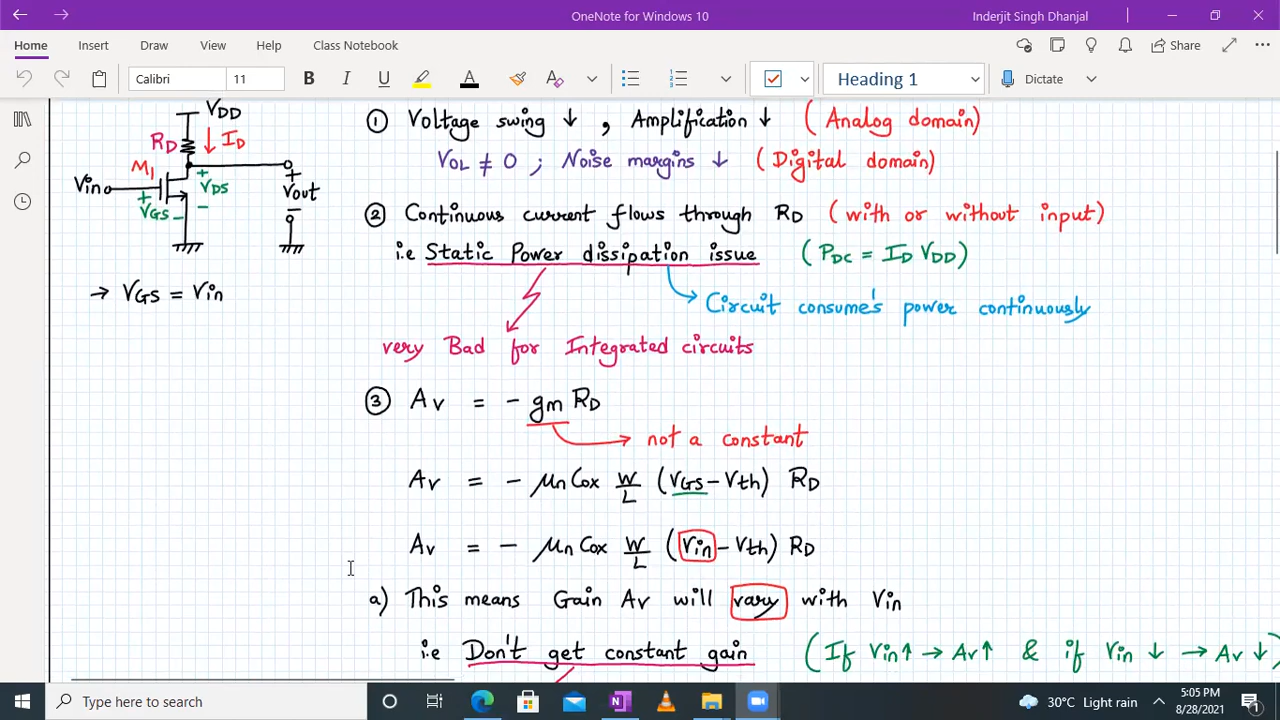 OneNote for Windows 10
Inderjit Singh Dhanjal
Home Insert Draw View Help Class Notebook
Share
Calibri 11 B I U A Heading 1 Dictate
VDD
RD ID
M1
Vin
+ VDS -
+ VGS -
+ Vout -
→ VGS = Vin
① Voltage swing ↓ , Amplification ↓ (Analog domain)
VOL ≠ 0 ; Noise margins ↓ (Digital domain)
② Continuous current flows through RD (with or without input)
i.e Static Power dissipation issue (PDC = ID VDD)
Circuit consume's power continuously
very Bad for Integrated circuits
③ Av = - gm RD
not a constant
Av = - μn Cox W/L (VGS - Vth) RD
Av = - μn Cox W/L (Vin - Vth) RD
a) This means Gain Av will vary with Vin
i.e Don't get constant gain (If Vin ↑ → Av ↑ & if Vin ↓ → Av ↓)
Type here to search
30°C Light rain
5:05 PM
8/28/2021
1